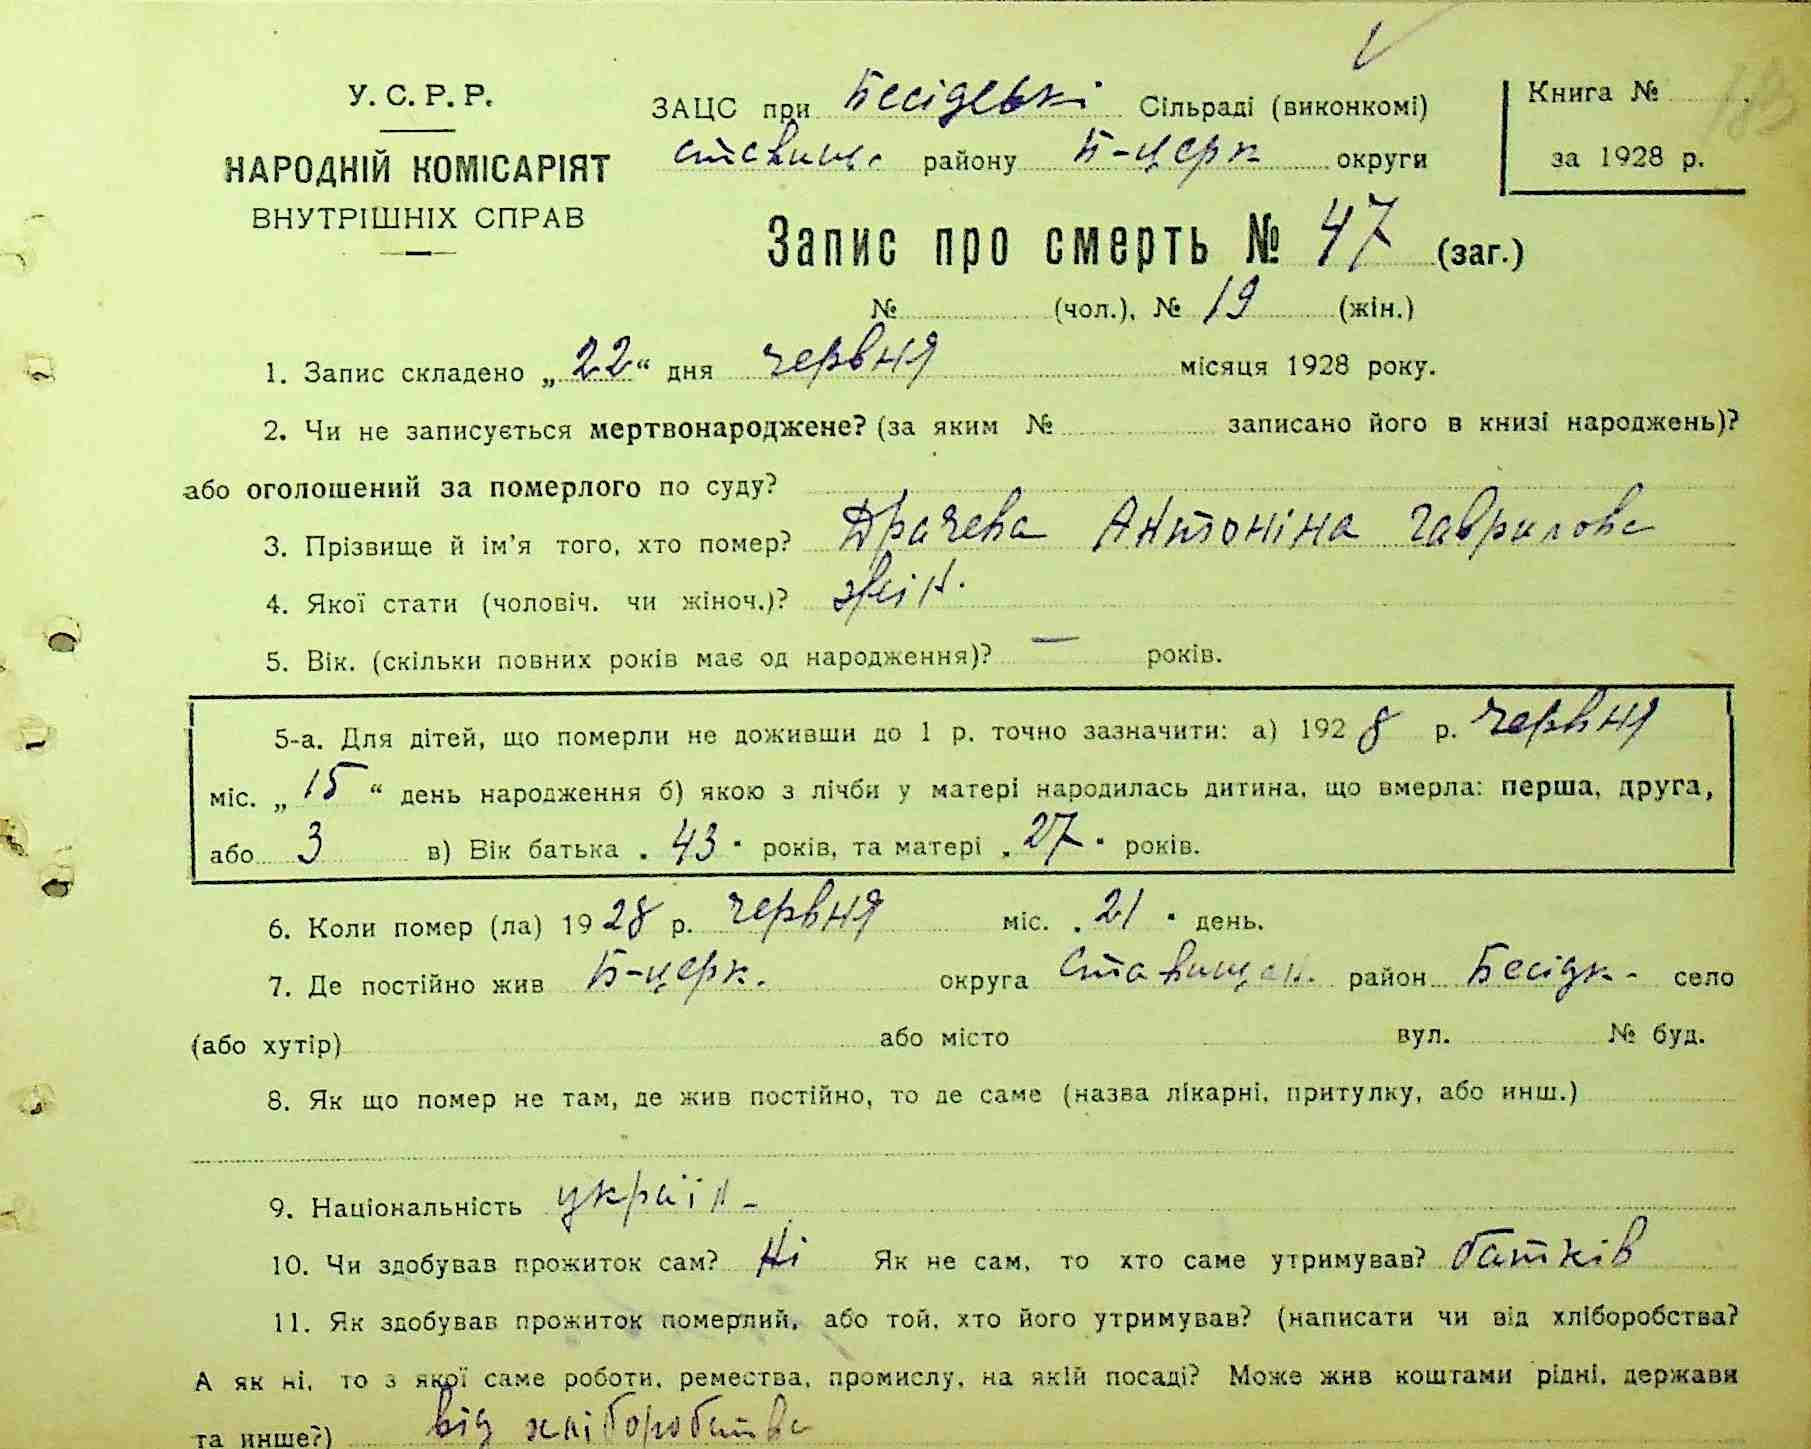 У. С. Р. Р.
НАРОДНІЙ КОМІСАРІЯТ
ВНУТРІШНІХ СПРАВ
ЗАЦС при Бесідські Сільраді (виконкомі)
Ставище району Б-церк округи
Книга №
за 1928 р.
Запис про смерть № 47 (заг.)
№ (чол.), № 19 (жін.)
1. Запис складено „22“ дня червня місяця 1928 року.
2. Чи не записується мертвонароджене? (за яким № записано його в книзі народжень)?
або оголошений за померлого по суду?
3. Прізвище й ім'я того, хто помер? Драчева Антоніна Гаврилова
4. Якої стати (чоловіч. чи жіноч.)? жін.
5. Вік. (скільки повних років має од народження)? — років.
5-а. Для дітей, що померли не доживши до 1 р. точно зазначити: а) 1928 р. червня
міс. „15“ день народження б) якою з лічби у матері народилась дитина, що вмерла: перша, друга,
або 3 в) Вік батька „43“ років, та матері „27“ років.
6. Коли помер (ла) 1928 р. червня міс. „21“ день.
7. Де постійно жив Б-церк. округа Ставищан. район Бесідк- село
(або хутір) або місто вул. № буд.
8. Як що помер не там, де жив постійно, то де саме (назва лікарні, притулку, або инш.)
9. Національність україн-
10. Чи здобував прожиток сам? Ні Як не сам, то хто саме утримував? батків
11. Як здобував прожиток померлий, або той, хто його утримував? (написати чи від хліборобства?
А як ні, то з якої саме роботи, ремества, промислу, на якій посаді? Може жив коштами рідні, держави
та инше?) від хліборобства